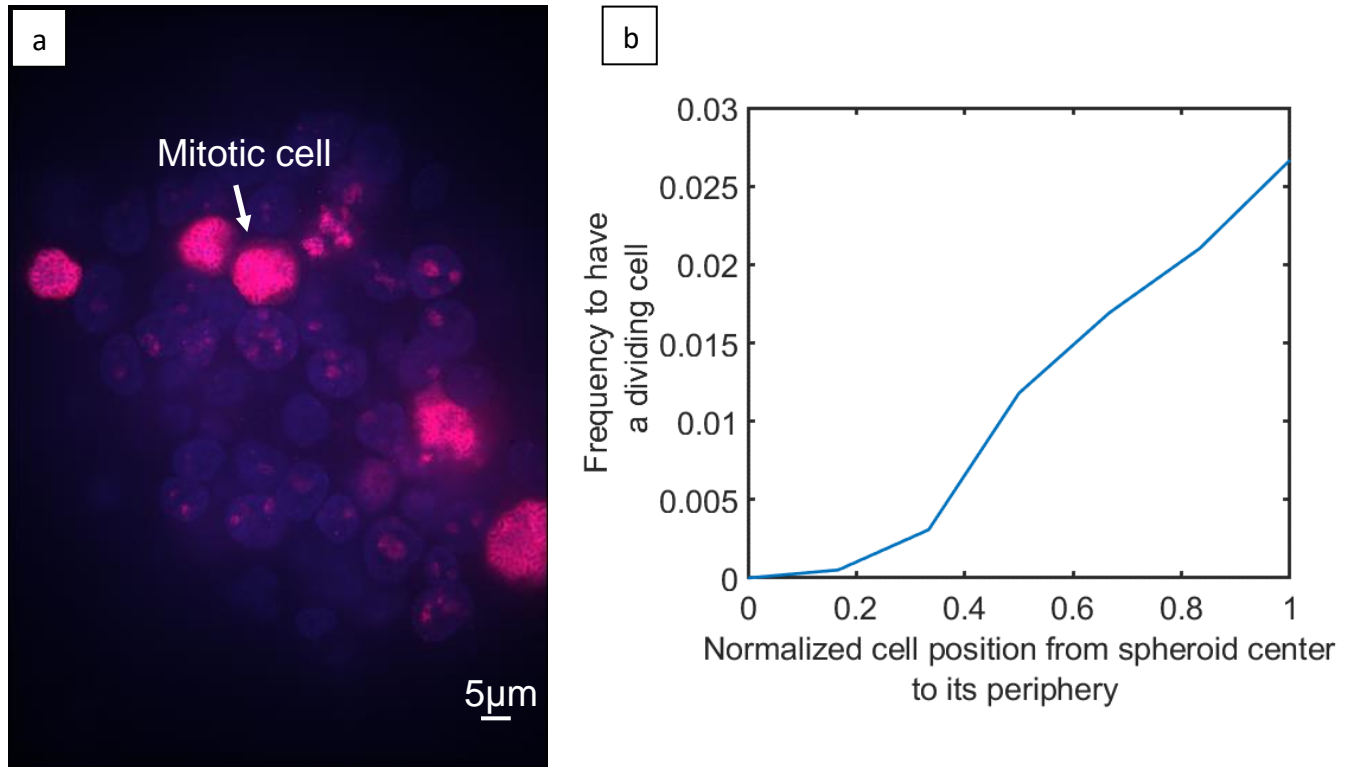 a
Mitotic cell
5μm
b
Frequency to have
a dividing cell
0.03
0.025
0.02
0.015
0.01
0.005
0
0 0.2 0.4 0.6 0.8 1
Normalized cell position from spheroid center
to its periphery